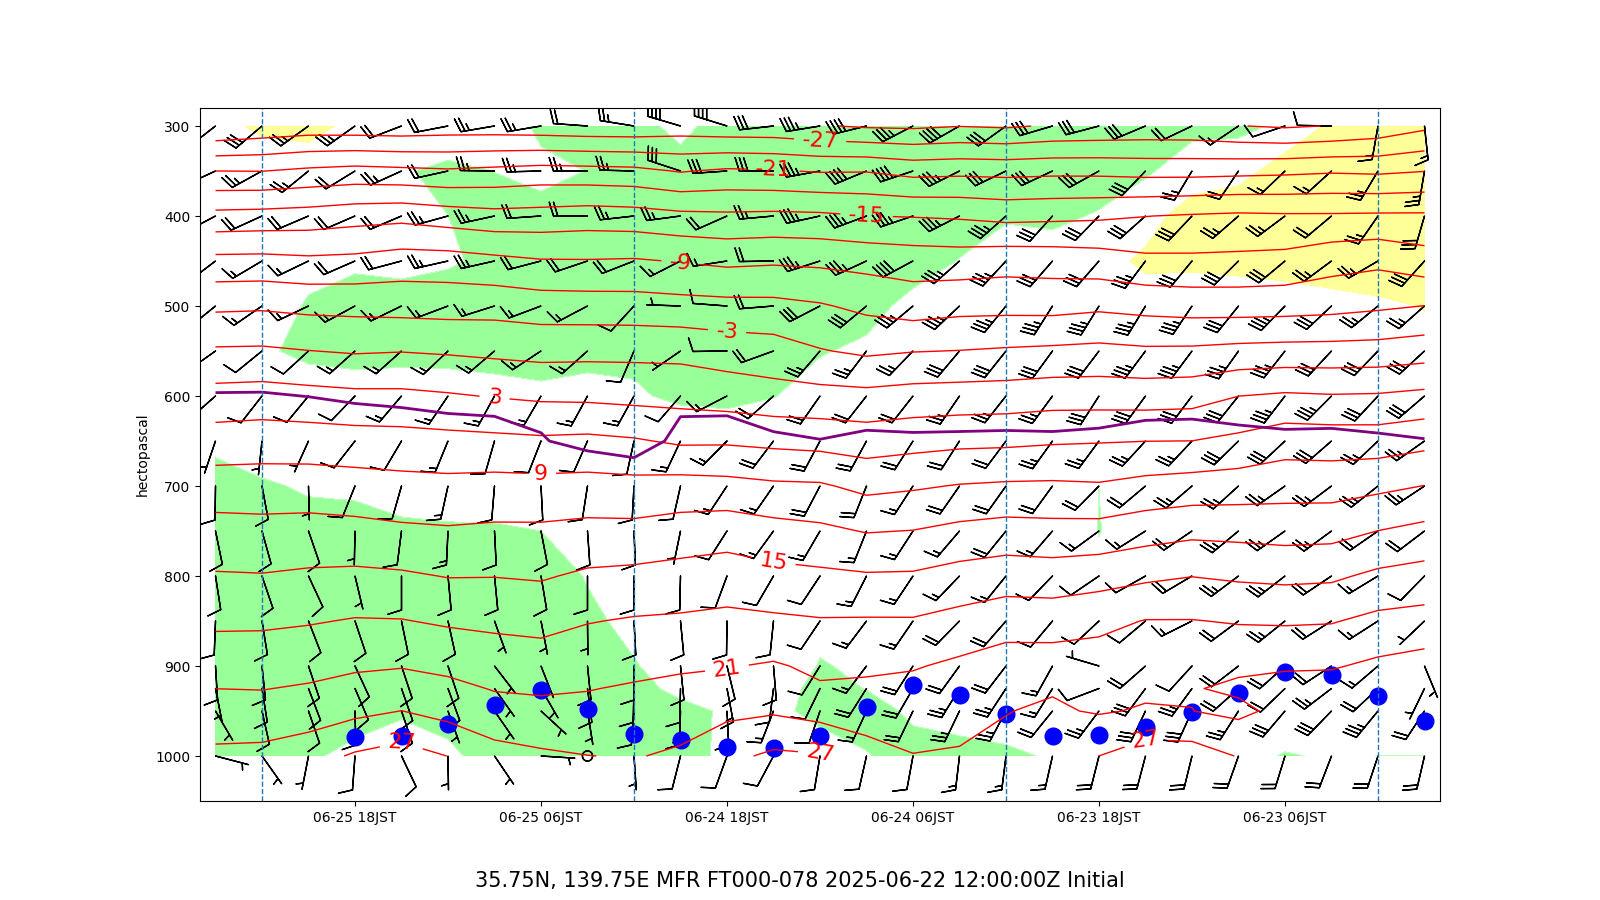 300
400
500
600
700
800
900
1000
hectopascal
-27
-21
-15
-9
-3
3
9
15
21
27
27
27
06-25 18JST
06-25 06JST
06-24 18JST
06-24 06JST
06-23 18JST
06-23 06JST
35.75N, 139.75E MFR FT000-078 2025-06-22 12:00:00Z Initial